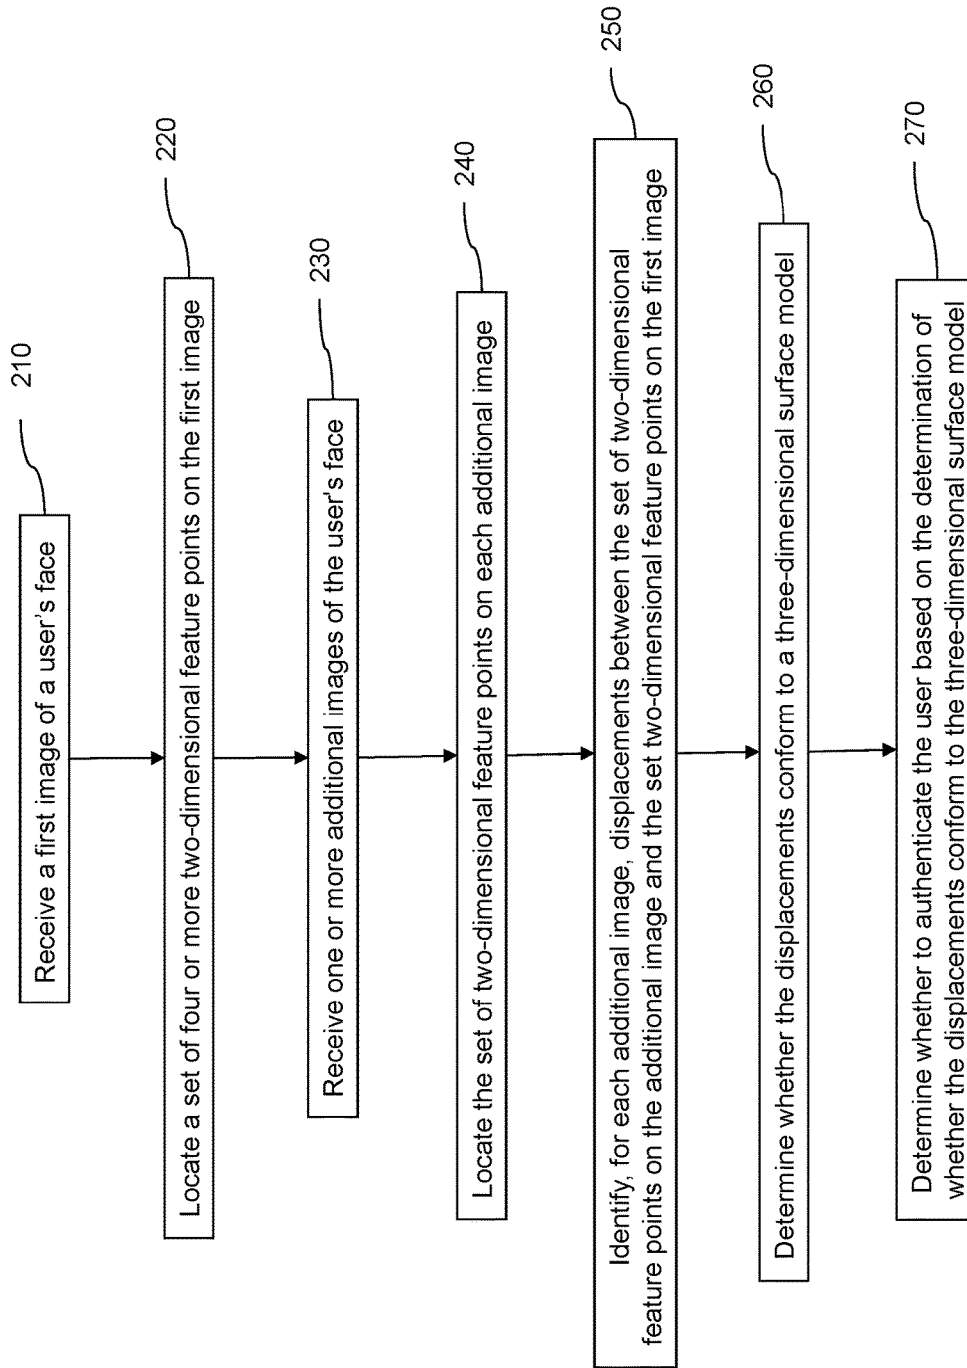 210
Receive a first image of a user's face
220
Locate a set of four or more two-dimensional feature points on the first image
230
Receive one or more additional images of the user's face
240
Locate the set of two-dimensional feature points on each additional image
250
Identify, for each additional image, displacements between the set of two-dimensional
feature points on the additional image and the set two-dimensional feature points on the first image
260
Determine whether the displacements conform to a three-dimensional surface model
270
Determine whether to authenticate the user based on the determination of
whether the displacements conform to the three-dimensional surface model